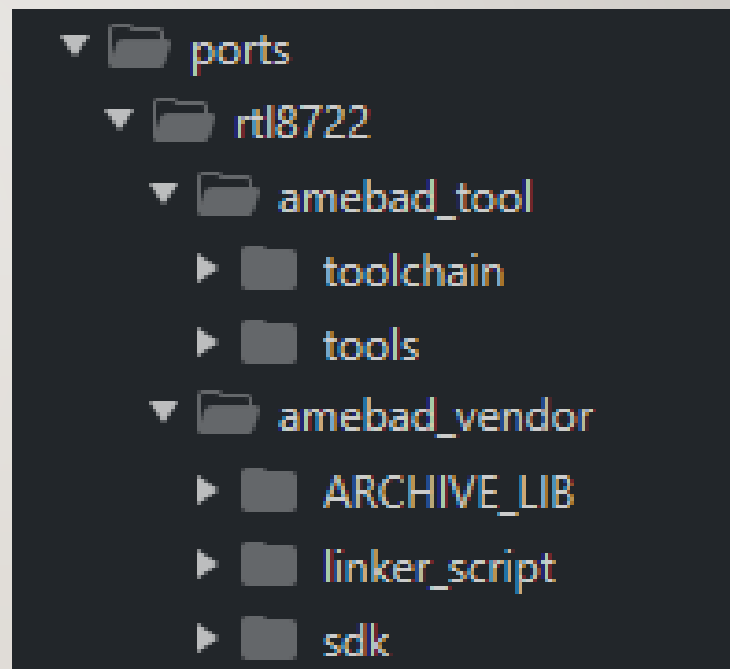 ports
rtl8722
amebad_tool
toolchain
tools
amebad_vendor
ARCHIVE_LIB
linker_script
sdk